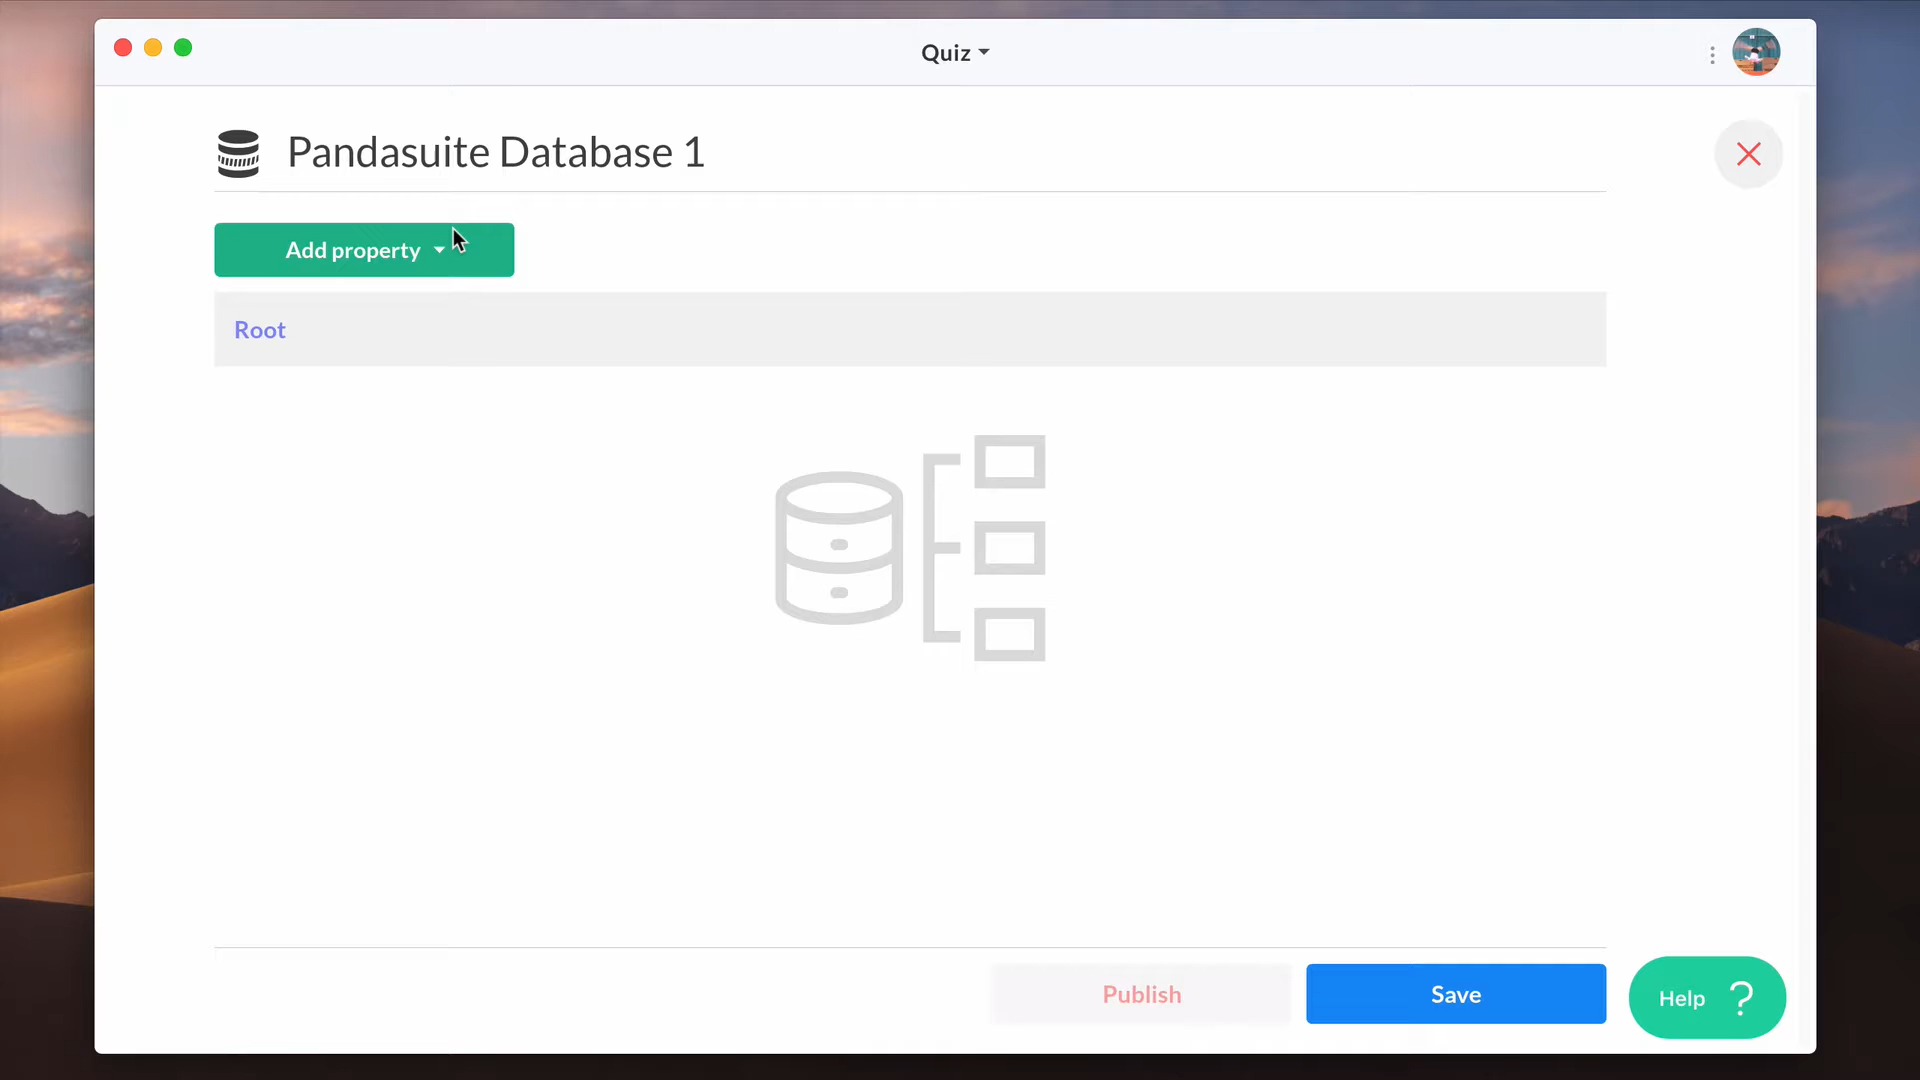 Quiz
Pandasuite Database 1
Add property
Root
Publish
Save
Help ?